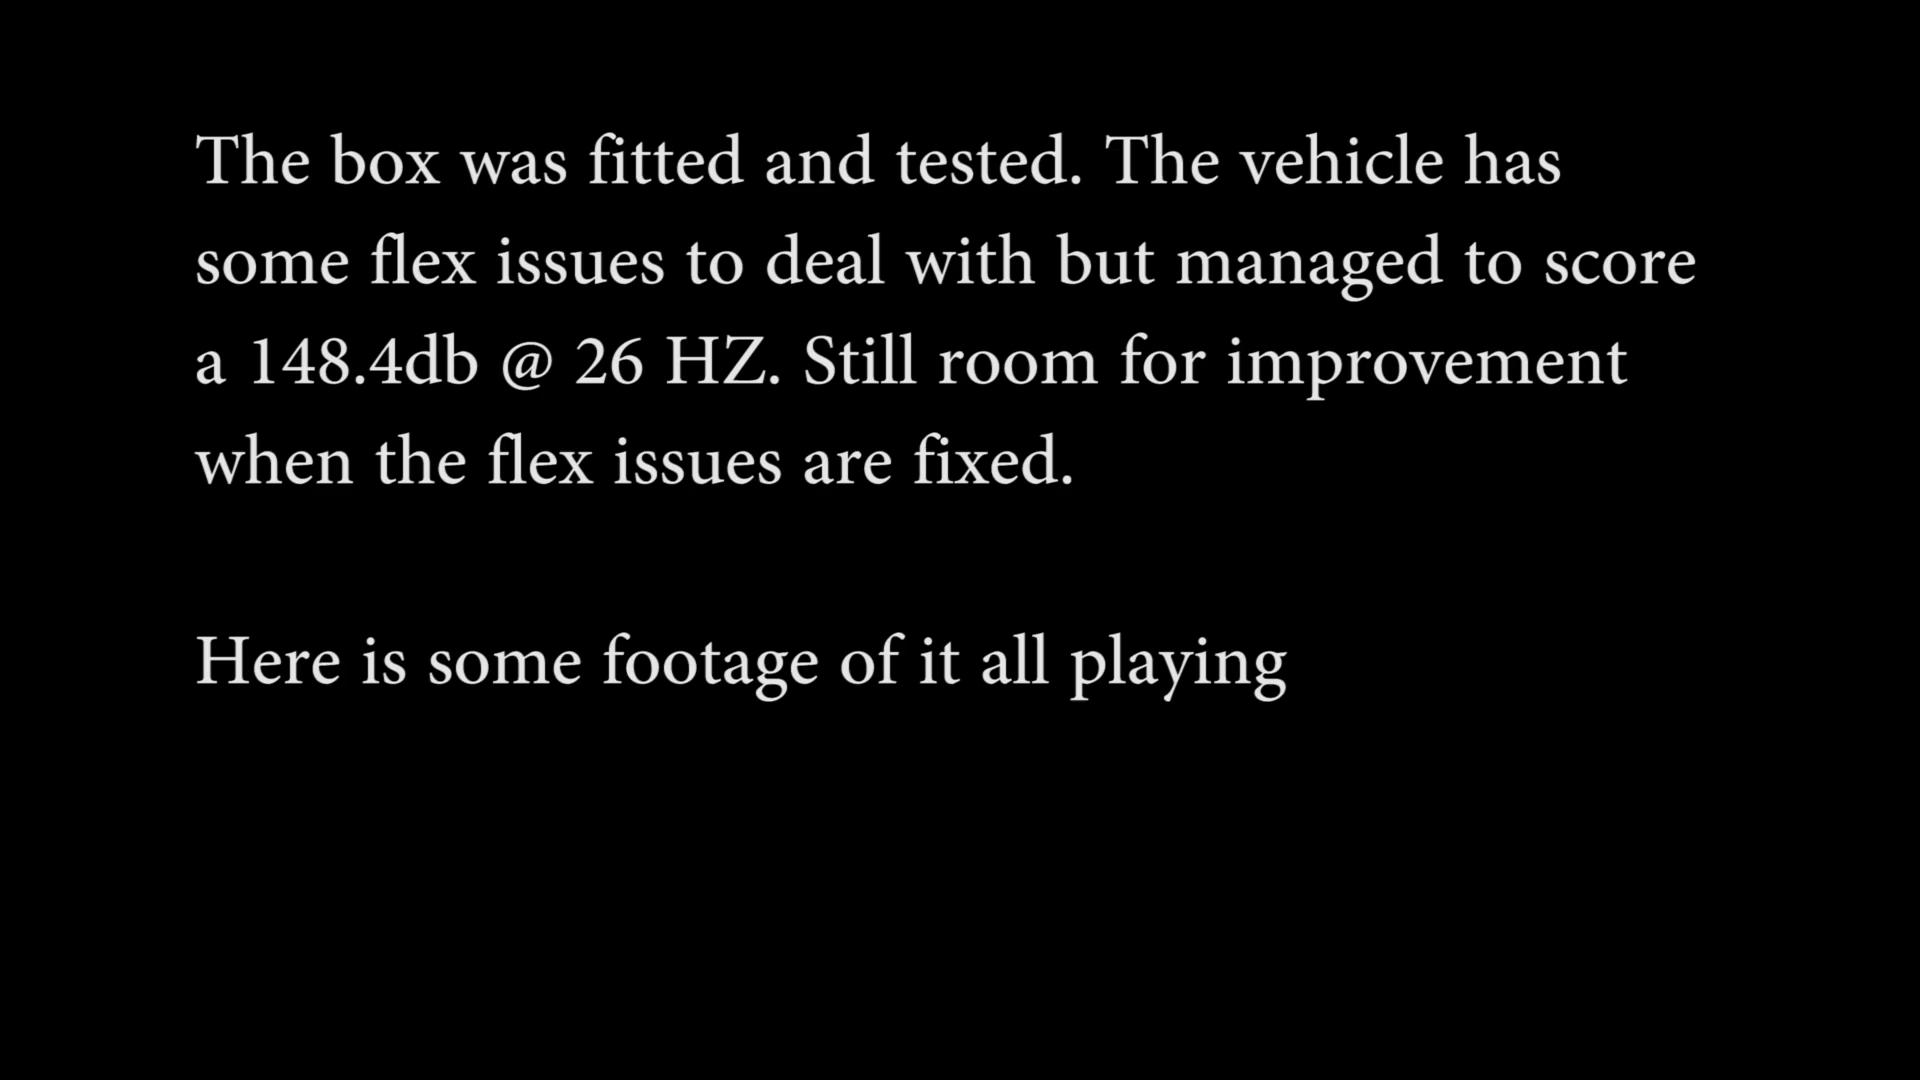 The box was fitted and tested. The vehicle has
some flex issues to deal with but managed to score
a 148.4db @ 26 HZ. Still room for improvement
when the flex issues are fixed.
Here is some footage of it all playing